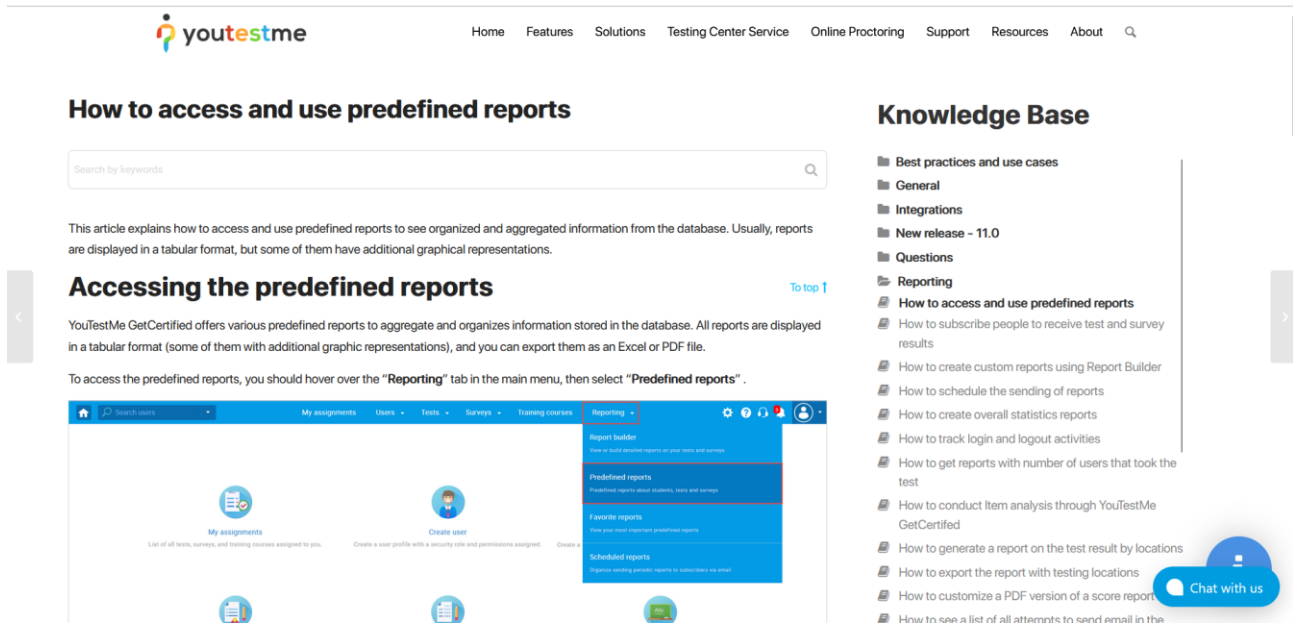 youtestme
Home Features Solutions Testing Center Service Online Proctoring Support Resources About
How to access and use predefined reports
Search by keywords
This article explains how to access and use predefined reports to see organized and aggregated information from the database. Usually, reports
are displayed in a tabular format, but some of them have additional graphical representations.
Accessing the predefined reports
To top
YouTestMe GetCertified offers various predefined reports to aggregate and organizes information stored in the database. All reports are displayed
in a tabular format (some of them with additional graphic representations), and you can export them as an Excel or PDF file.
To access the predefined reports, you should hover over the “Reporting” tab in the main menu, then select “Predefined reports” .
Search users My assignments Users Tests Surveys Training courses Reporting
Report builder
View or build detailed reports on your tests and surveys
Predefined reports
Predefined reports about students, tests and surveys
Favorite reports
View your most important predefined reports
Scheduled reports
Organize sending periodic reports to subscribers via email
My assignments
List of all tests, surveys, and training courses assigned to you.
Create user
Create a user profile with a security role and permissions assigned.
Create a
Knowledge Base
Best practices and use cases
General
Integrations
New release - 11.0
Questions
Reporting
How to access and use predefined reports
How to subscribe people to receive test and survey
results
How to create custom reports using Report Builder
How to schedule the sending of reports
How to create overall statistics reports
How to track login and logout activities
How to get reports with number of users that took the
test
How to conduct Item analysis through YouTestMe
GetCertifed
How to generate a report on the test result by locations
How to export the report with testing locations
How to customize a PDF version of a score report
How to see a list of all attempts to send email in the
Chat with us